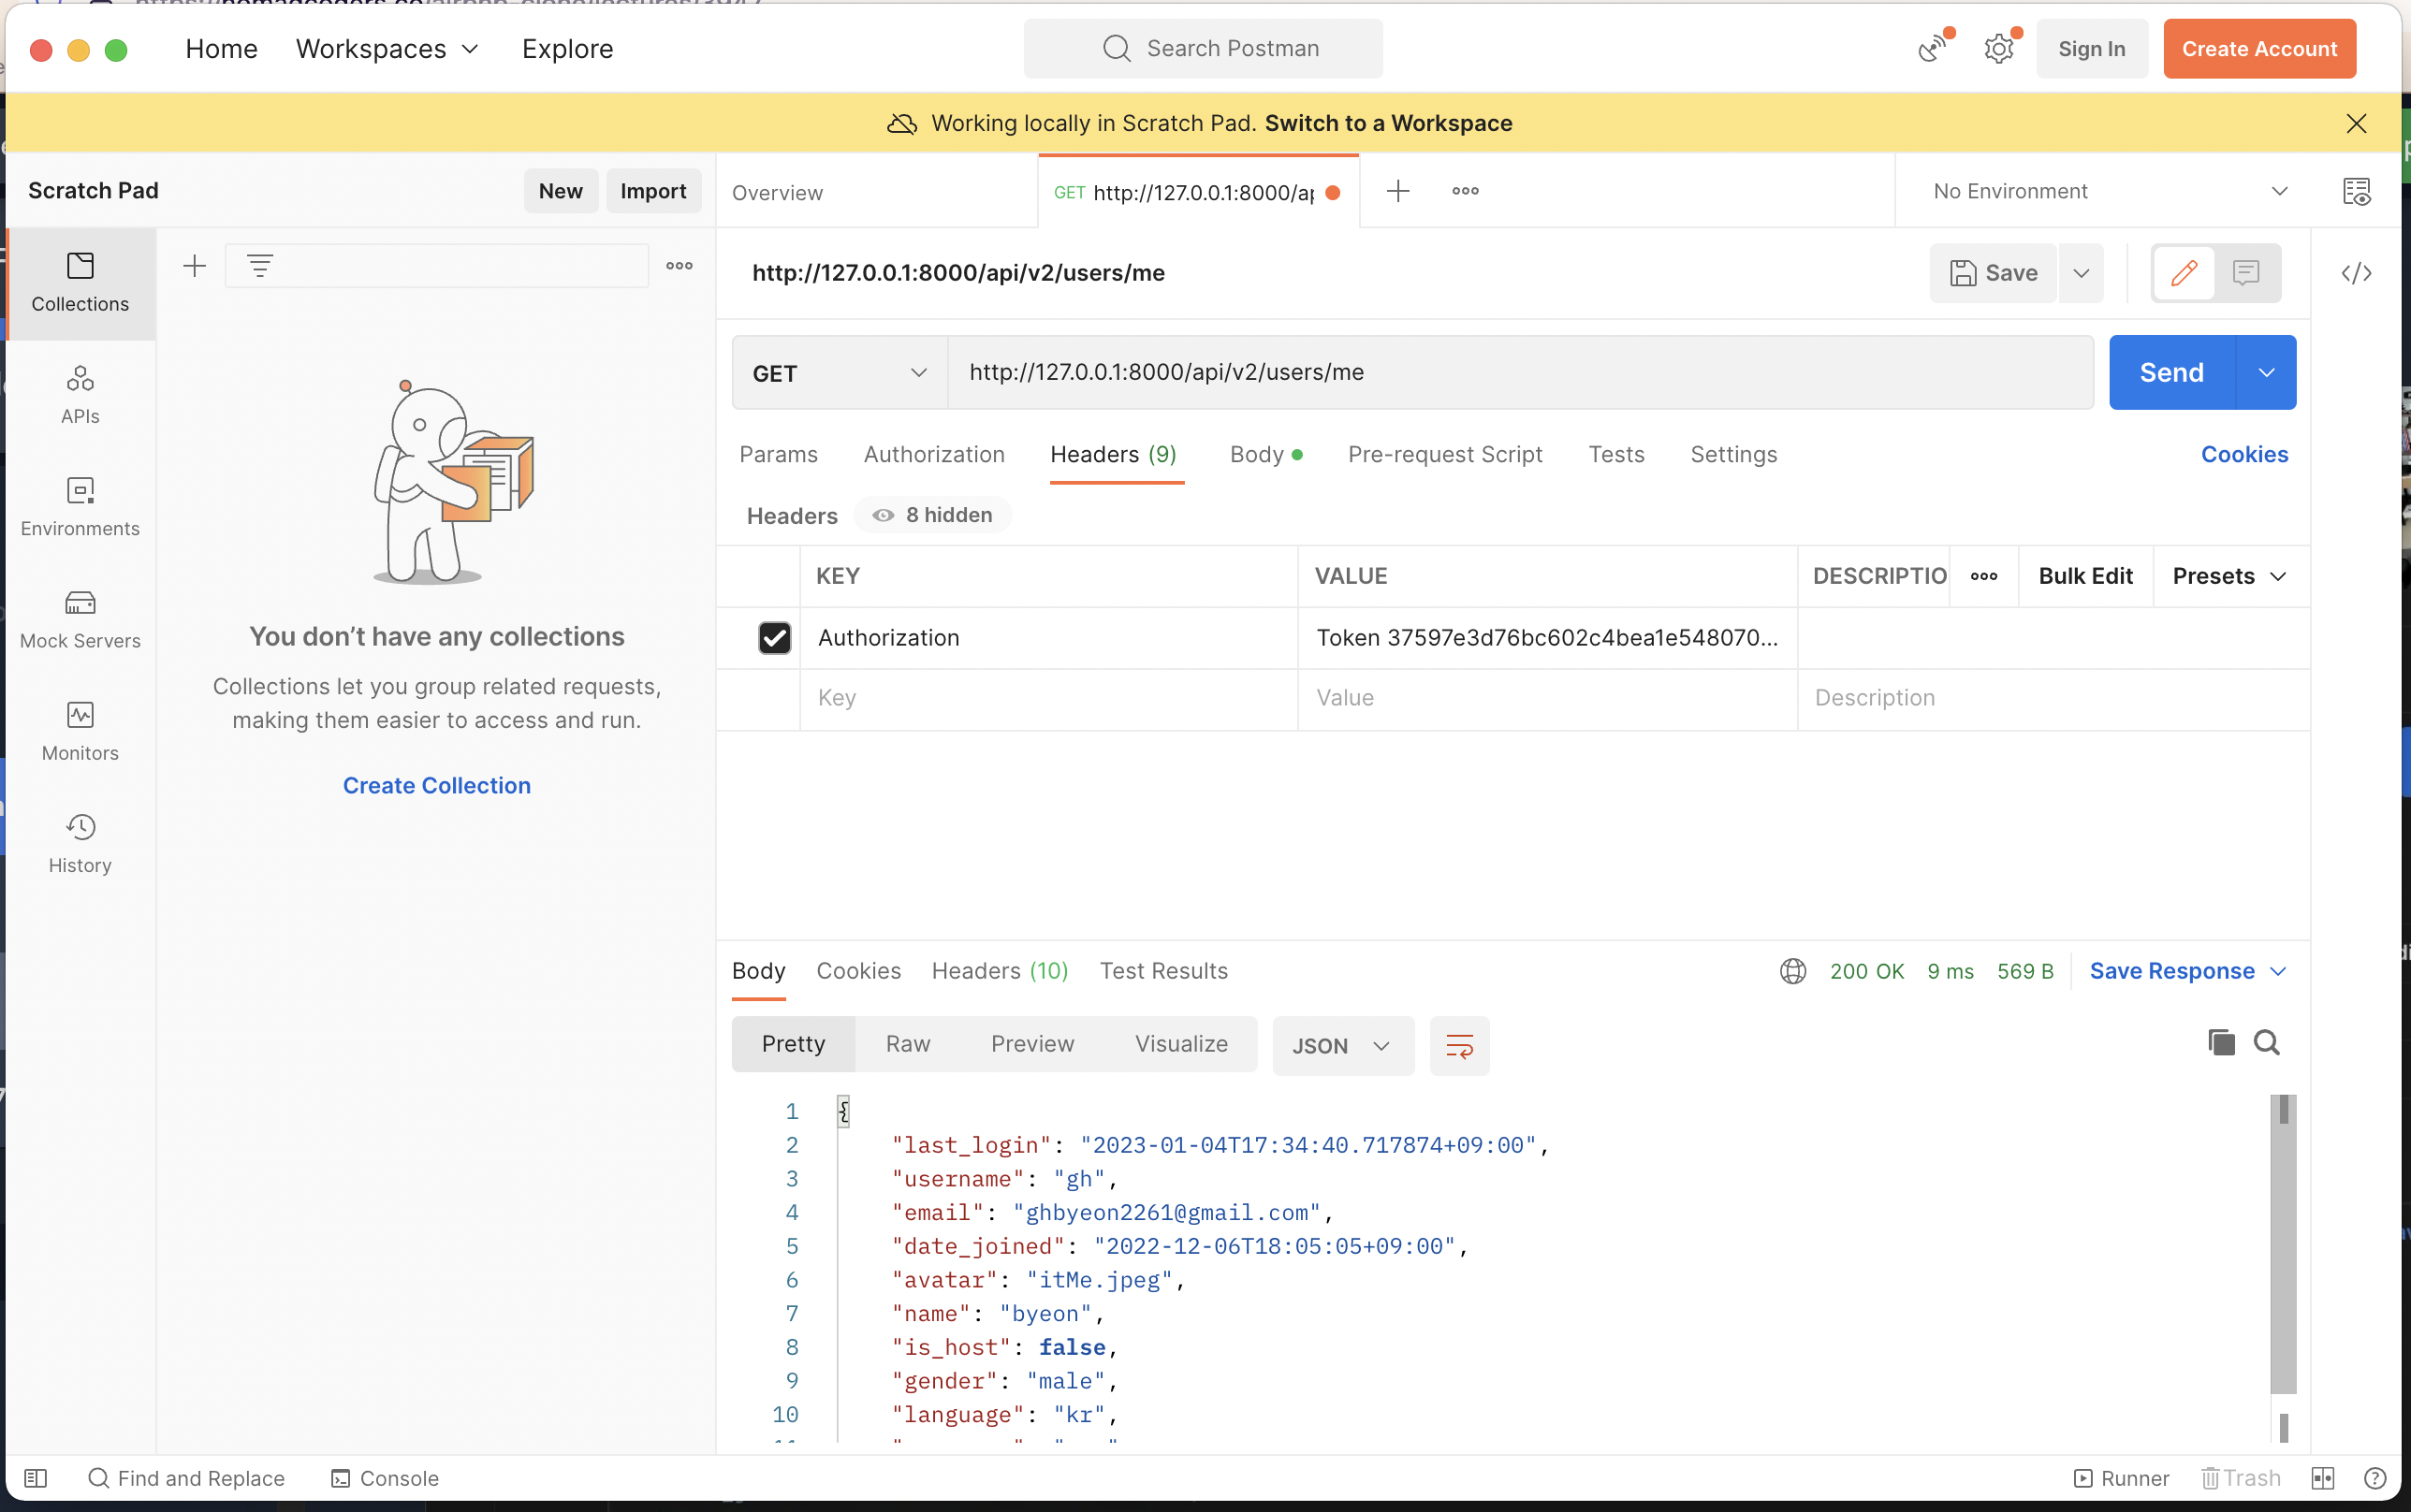 Home Workspaces Explore Search Postman Sign In Create Account
Working locally in Scratch Pad. Switch to a Workspace
Scratch Pad New Import
Overview GET http://127.0.0.1:8000/ap No Environment
Collections
APIs
Environments
Mock Servers
Monitors
History
You don’t have any collections
Collections let you group related requests,
making them easier to access and run.
Create Collection
http://127.0.0.1:8000/api/v2/users/me Save
GET http://127.0.0.1:8000/api/v2/users/me Send
Params Authorization Headers (9) Body Pre-request Script Tests Settings Cookies
Headers 8 hidden
KEY VALUE DESCRIPTIO Bulk Edit Presets
Authorization Token 37597e3d76bc602c4bea1e548070...
Key Value Description
Body Cookies Headers (10) Test Results 200 OK 9 ms 569 B Save Response
Pretty Raw Preview Visualize JSON
1 {
2 "last_login": "2023-01-04T17:34:40.717874+09:00",
3 "username": "gh",
4 "email": "ghbyeon2261@gmail.com",
5 "date_joined": "2022-12-06T18:05:05+09:00",
6 "avatar": "itMe.jpeg",
7 "name": "byeon",
8 "is_host": false,
9 "gender": "male",
10 "language": "kr",
Find and Replace Console Runner Trash